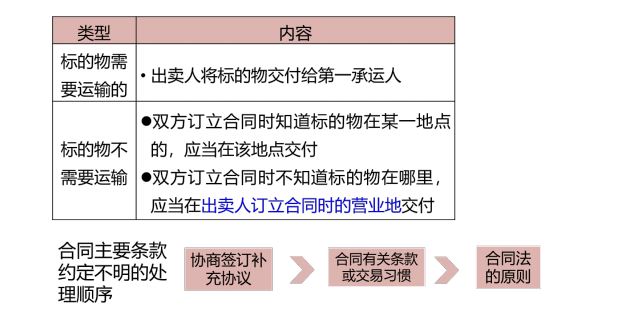 类型
内容
标的物需
要运输的
• 出卖人将标的物交付给第一承运人
标的物不
需要运输
●双方订立合同时知道标的物在某一地点
的，应当在该地点交付
●双方订立合同时不知道标的物在哪里，
应当在出卖人订立合同时的营业地交付
合同主要条款
约定不明的处
理顺序
协商签订补
充协议
合同有关条款
或交易习惯
合同法
的原则